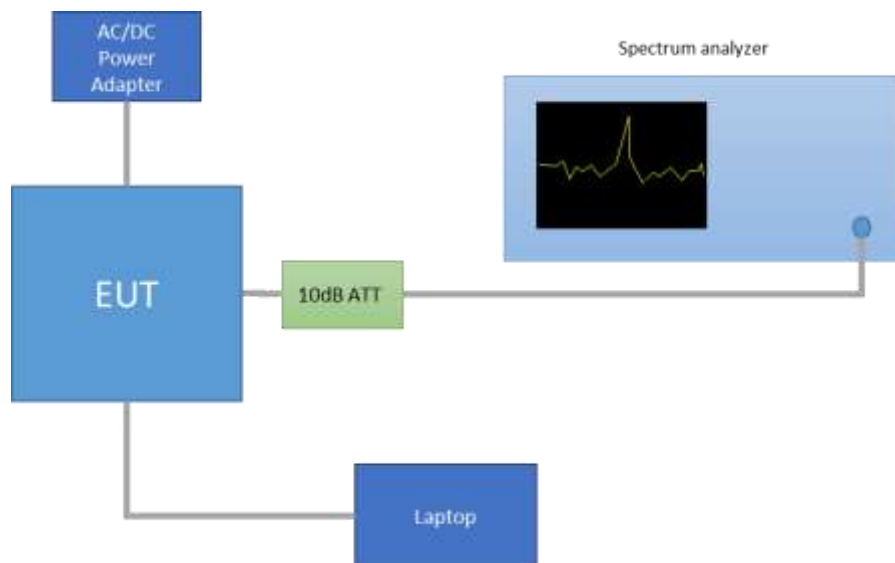 AC/DC
Power
Adapter
Spectrum analyzer
EUT
10dB ATT
Laptop